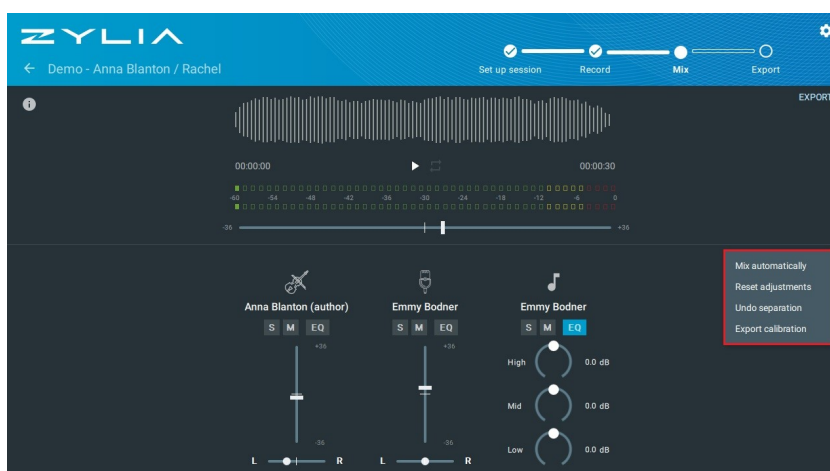 ZYLIA
← Demo - Anna Blanton / Rachel
Set up session Record Mix Export
EXPORT
00:00:00 00:00:30
-60 -54 -48 -42 -36 -30 -24 -18 -12 -6 0
-36 +36
Mix automatically
Reset adjustments
Undo separation
Export calibration
Anna Blanton (author) Emmy Bodner Emmy Bodner
S M EQ S M EQ S M EQ
+36 +36
High 0.0 dB
Mid 0.0 dB
-36 -36
Low 0.0 dB
L R L R